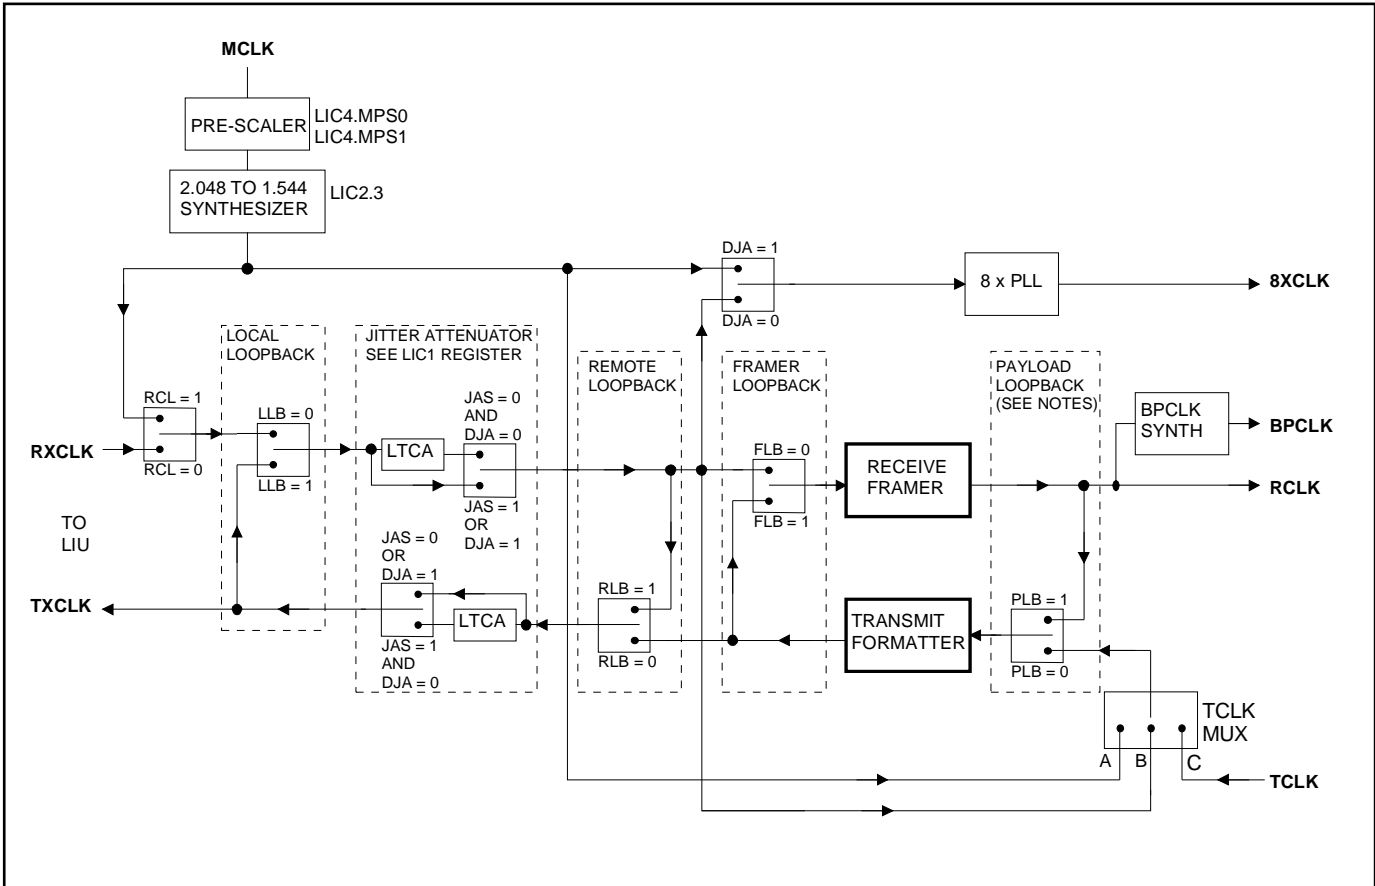 MCLK
PRE-SCALER
LIC4.MPS0
LIC4.MPS1
2.048 TO 1.544
SYNTHESIZER
LIC2.3
DJA = 1
DJA = 0
8 x PLL
8XCLK
LOCAL
LOOPBACK
JITTER ATTENUATOR
SEE LIC1 REGISTER
REMOTE
LOOPBACK
FRAMER
LOOPBACK
PAYLOAD
LOOPBACK
(SEE NOTES)
RCL = 1
RCL = 0
RXCLK
LLB = 0
LLB = 1
LTCA
JAS = 0
AND
DJA = 0
JAS = 1
OR
DJA = 1
FLB = 0
FLB = 1
RECEIVE
FRAMER
BPCLK
SYNTH
BPCLK
RCLK
TO
LIU
TXCLK
JAS = 0
OR
DJA = 1
LTCA
JAS = 1
AND
DJA = 0
RLB = 1
RLB = 0
TRANSMIT
FORMATTER
PLB = 1
PLB = 0
TCLK
MUX
A
B
C
TCLK